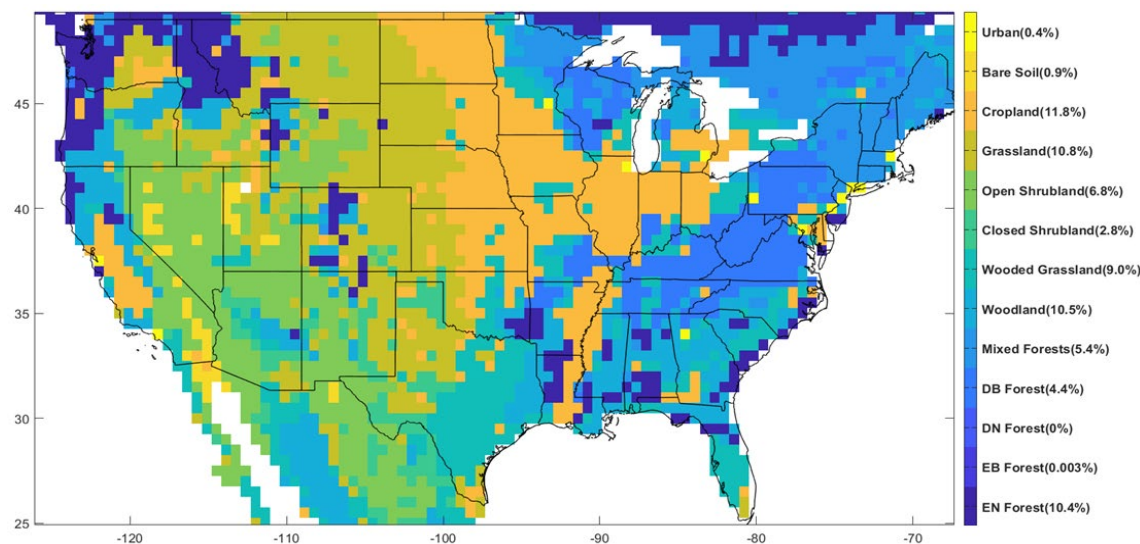 45
40
35
30
25
-120
-110
-100
-90
-80
-70
Urban(0.4%)
Bare Soil(0.9%)
Cropland(11.8%)
Grassland(10.8%)
Open Shrubland(6.8%)
Closed Shrubland(2.8%)
Wooded Grassland(9.0%)
Woodland(10.5%)
Mixed Forests(5.4%)
DB Forest(4.4%)
DN Forest(0%)
EB Forest(0.003%)
EN Forest(10.4%)